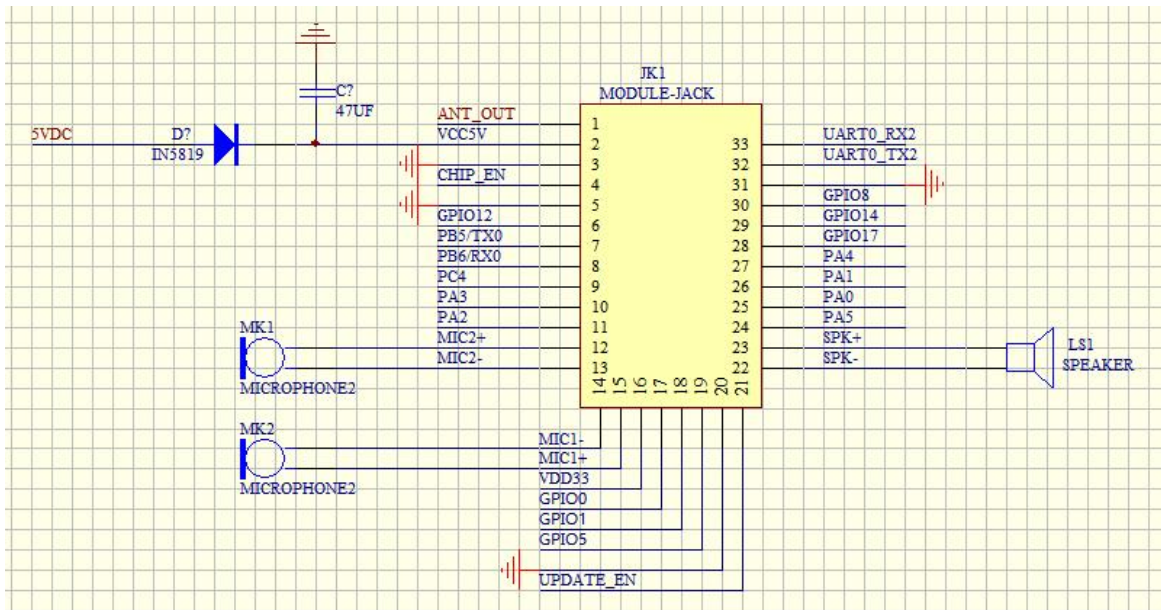 JK1
MODULE-JACK
C?
47UF
5VDC
D?
IN5819
ANT_OUT
VCC5V
CHIP_EN
GPIO12
PB5/TX0
PB6/RX0
PC4
PA3
PA2
MIC2+
MIC2-
1
2
3
4
5
6
7
8
9
10
11
12
13
33
32
31
30
29
28
27
26
25
24
23
22
UART0_RX2
UART0_TX2
GPIO8
GPIO14
GPIO17
PA4
PA1
PA0
PA5
SPK+
SPK-
LS1
SPEAKER
MK1
MICROPHONE2
14 15 16 17 18 19 20 21
MK2
MICROPHONE2
MIC1-
MIC1+
VDD33
GPIO0
GPIO1
GPIO5
UPDATE_EN